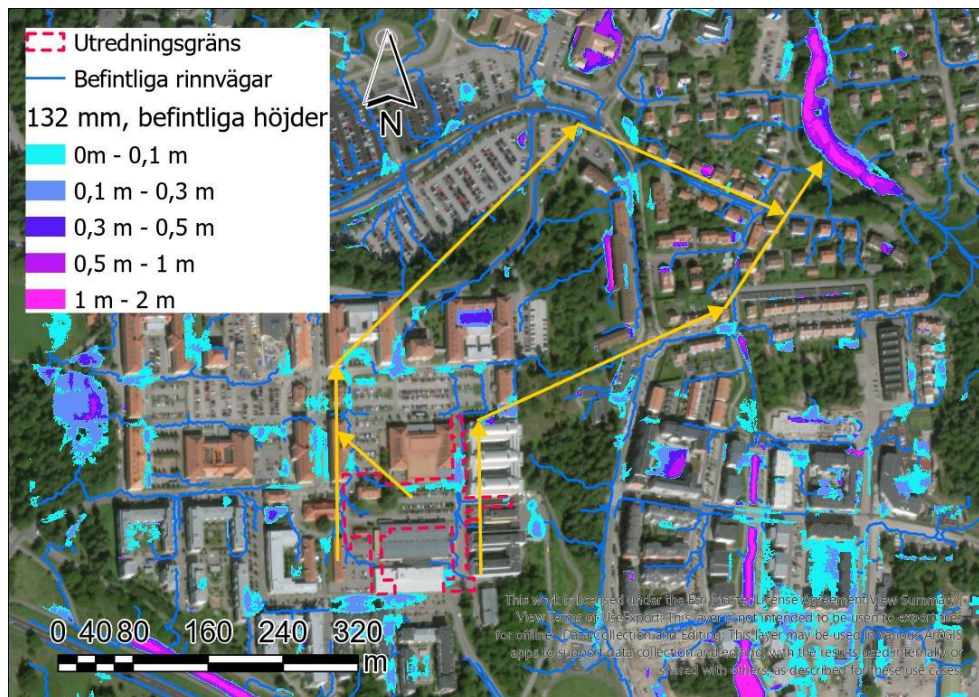 Utredningsgräns
Befintliga rinnvägar
132 mm, befintliga höjder
0m - 0,1 m
0,1 m - 0,3 m
0,3 m - 0,5 m
0,5 m - 1 m
1 m - 2 m
N
This work is licensed under the Esri Master License Agreement.View Summary |
View Terms of UseExport: This layer is not intended to be used to export tiles
for offline. Data Collection and Editing: This layer may be used in various ArcGIS
apps to support data collection and editing, with the results used internally or
shared with others, as described for these use cases.
0 40 80 160 240 320
m